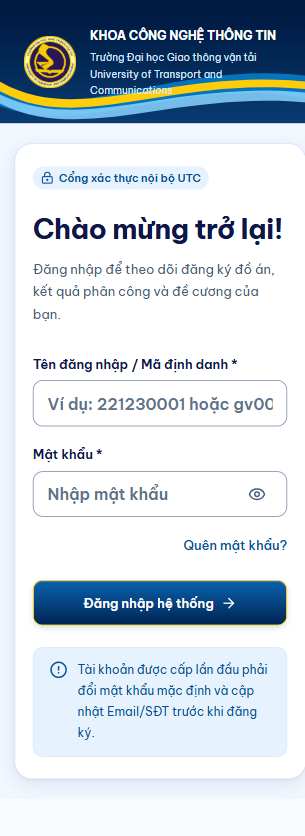 KHOA CÔNG NGHỆ THÔNG TIN
Trường Đại học Giao thông vận tải
University of Transport and
Communications
Cổng xác thực nội bộ UTC
Chào mừng trở lại!
Đăng nhập để theo dõi đăng ký đồ án,
kết quả phân công và đề cương của
bạn.
Tên đăng nhập / Mã định danh *
Ví dụ: 221230001 hoặc gv00
Mật khẩu *
Nhập mật khẩu
Quên mật khẩu?
Đăng nhập hệ thống →
Tài khoản được cấp lần đầu phải
đổi mật khẩu mặc định và cập
nhật Email/SĐT trước khi đăng
ký.